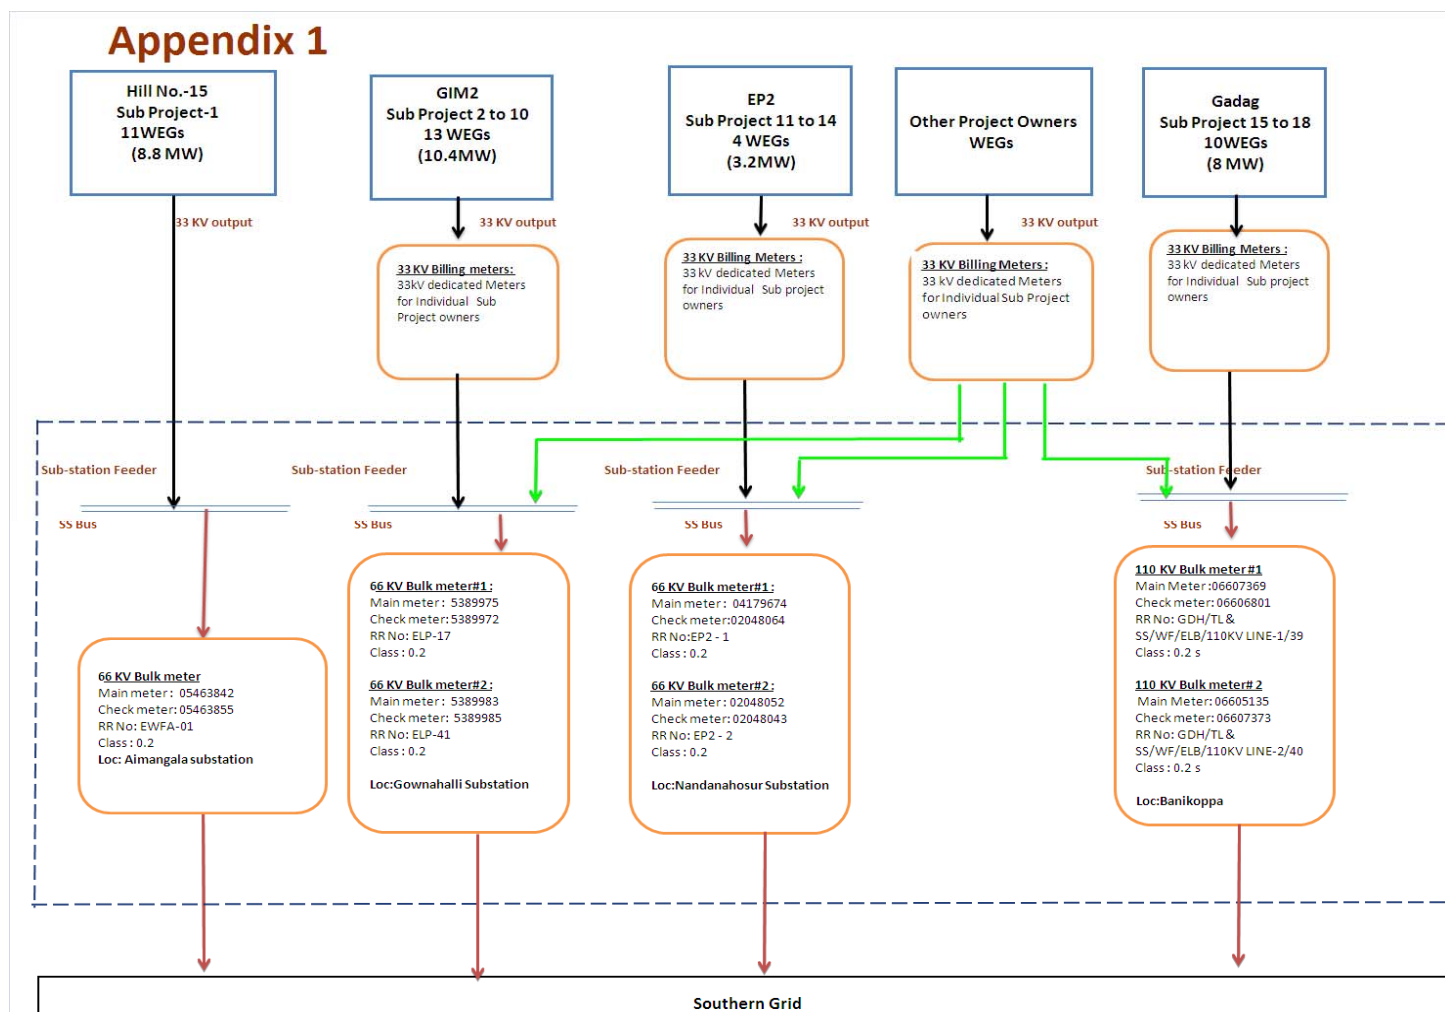 Appendix 1
Hill No.-15
Sub Project-1
11WEGs
(8.8 MW)
GIM2
Sub Project 2 to 10
13 WEGs
(10.4MW)
EP2
Sub Project 11 to 14
4 WEGs
(3.2MW)
Other Project Owners
WEGs
Gadag
Sub Project 15 to 18
10WEGs
(8 MW)
33 KV output
33 KV output
33 KV output
33 KV output
33 KV Billing meters:
33kV dedicated Meters
for Individual Sub
Project owners
33 KV Billing Meters :
33 kV dedicated Meters
for Individual Sub project
owners
33 KV Billing Meters :
33 kV dedicated Meters
for Individual Sub Project
owners
33 KV Billing Meters :
33 kV dedicated Meters
for Individual Sub project
owners
Sub-station Feeder
Sub-station Feeder
Sub-station Feeder
Sub-station Feeder
SS Bus
SS Bus
SS Bus
SS Bus
66 KV Bulk meter
Main meter : 05463842
Check meter:05463855
RR No: EWFA-01
Class : 0.2
Loc: Aimangala substation
66 KV Bulk meter#1 :
Main meter : 5389975
Check meter: 5389972
RR No: ELP-17
Class : 0.2
66 KV Bulk meter#2 :
Main meter : 5389983
Check meter: 5389985
RR No: ELP-41
Class : 0.2
Loc:Gownahalli Substation
66 KV Bulk meter#1 :
Main meter : 04179674
Check meter:02048064
RR No:EP2 - 1
Class : 0.2
66 KV Bulk meter#2 :
Main meter : 02048052
Check meter:02048043
RR No: EP2 - 2
Class : 0.2
Loc:Nandanahosur Substation
110 KV Bulk meter#1
Main Meter :06607369
Check meter:06606801
RR No: GDH/TL &
SS/WF/ELB/110KV LINE-1/39
Class : 0.2 s
110 KV Bulk meter# 2
Main Meter :06605135
Check meter :06607373
RR No: GDH/TL &
SS/WF/ELB/110KV LINE-2/40
Class : 0.2 s
Loc:Banikoppa
Southern Grid